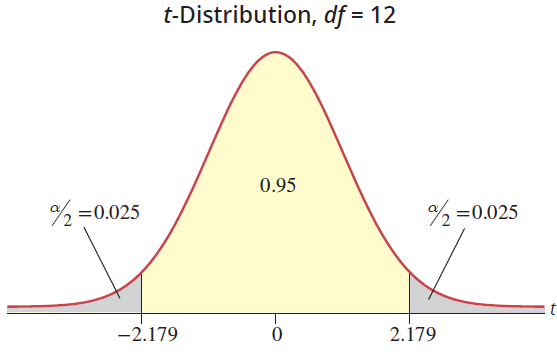 t-Distribution, df = 12
0.95
α/2 =0.025
α/2 =0.025
t
−2.179
0
2.179